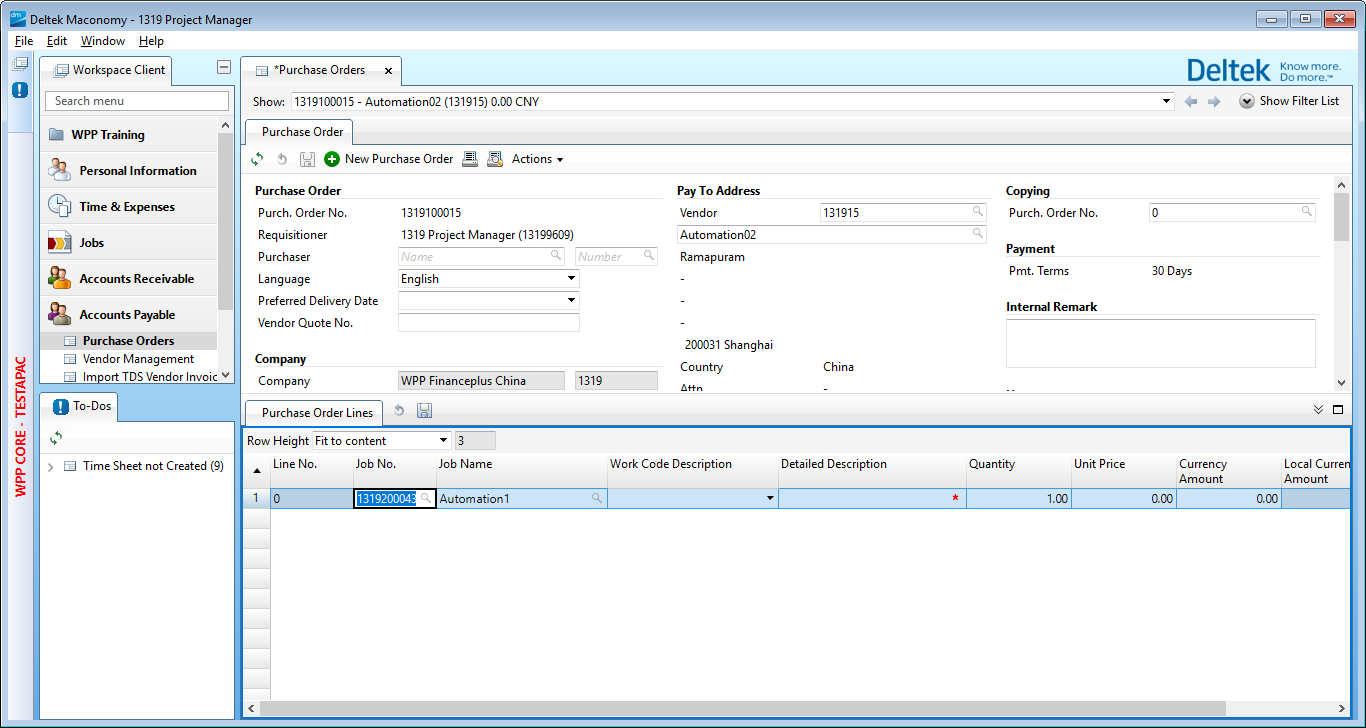 Deltek Maconomy - 1319 Project Manager
File Edit Window Help
Workspace Client
Search menu
WPP Training
Personal Information
Time & Expenses
Jobs
Accounts Receivable
Accounts Payable
Purchase Orders
Vendor Management
Import TDS Vendor Invoic
To-Dos
Time Sheet not Created (9)
WPP CORE - TESTAPAC
*Purchase Orders
Deltek Know more.
Do more.™
Show: 1319100015 - Automation02 (131915) 0.00 CNY
Show Filter List
Purchase Order
New Purchase Order Actions
Purchase Order
Purch. Order No. 1319100015
Requisitioner 1319 Project Manager (13199609)
Purchaser Name Number
Language English
Preferred Delivery Date
Vendor Quote No.
Company
Company WPP Financeplus China 1319
Pay To Address
Vendor 131915
Automation02
Ramapuram
-
-
-
200031 Shanghai
Country China
Attn. -
Copying
Purch. Order No. 0
Payment
Pmt. Terms 30 Days
Internal Remark
Purchase Order Lines
Row Height Fit to content 3
Line No. Job No. Job Name Work Code Description Detailed Description Quantity Unit Price Currency Amount Local Curren Amount
1 0 1319200043 Automation1 * 1.00 0.00 0.00